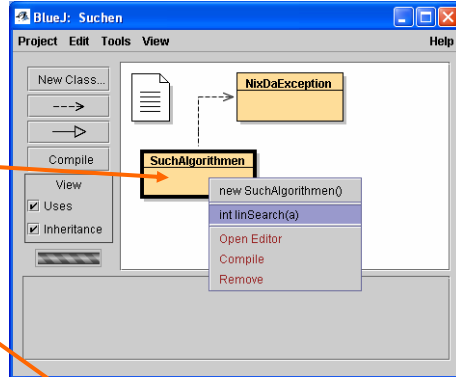 BlueJ: Suchen
Project Edit Tools View Help
New Class...
--->
Compile
View
Uses
Inheritance
NixDaException
SuchAlgorithmen
new SuchAlgorithmen()
int linSearch(a)
Open Editor
Compile
Remove